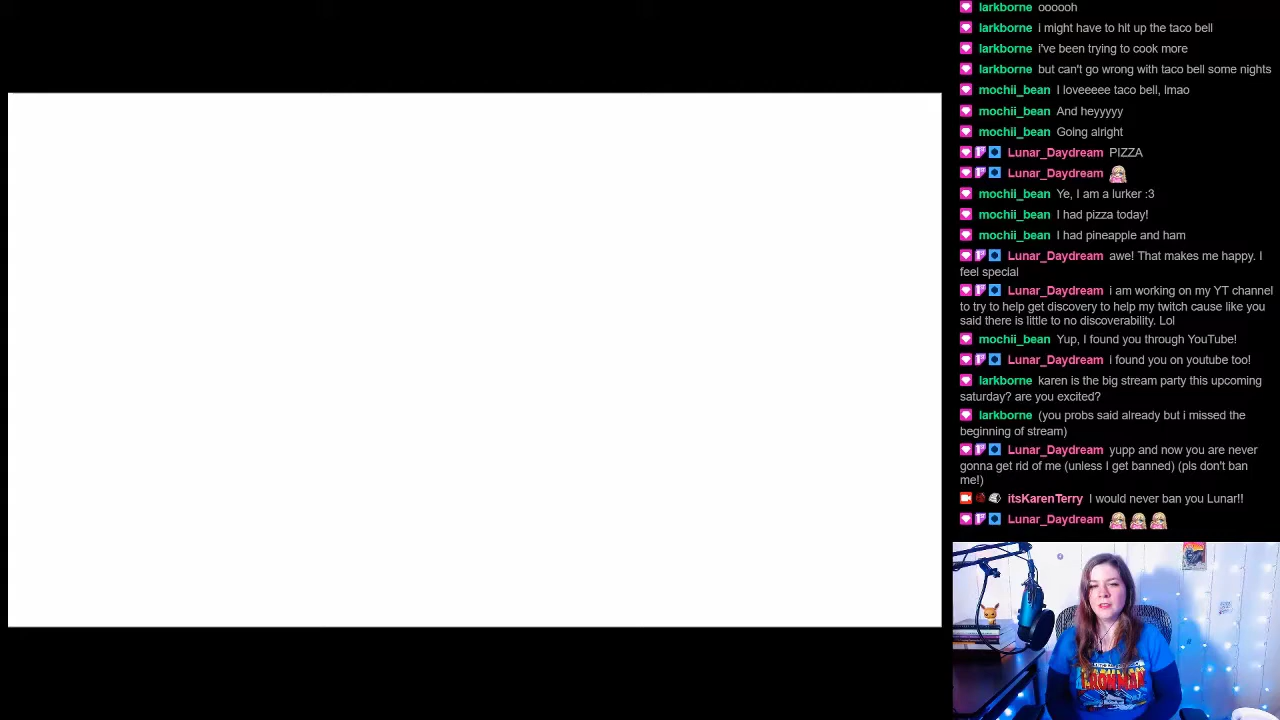 larkborne oooooh
larkborne i might have to hit up the taco bell
larkborne i've been trying to cook more
larkborne but can't go wrong with taco bell some nights
mochii_bean I loveeeee taco bell, lmao
mochii_bean And heyyyyy
mochii_bean Going alright
Lunar_Daydream PIZZA
Lunar_Daydream
mochii_bean Ye, I am a lurker :3
mochii_bean I had pizza today!
mochii_bean I had pineapple and ham
Lunar_Daydream awe! That makes me happy. I
feel special
Lunar_Daydream i am working on my YT channel
to try to help get discovery to help my twitch cause like you
said there is little to no discoverability. Lol
mochii_bean Yup, I found you through YouTube!
Lunar_Daydream i found you on youtube too!
larkborne karen is the big stream party this upcoming
saturday? are you excited?
larkborne (you probs said already but i missed the
beginning of stream)
Lunar_Daydream yupp and now you are never
gonna get rid of me (unless I get banned) (pls don't ban
me!)
itsKarenTerry I would never ban you Lunar!!
Lunar_Daydream
IRONMAN